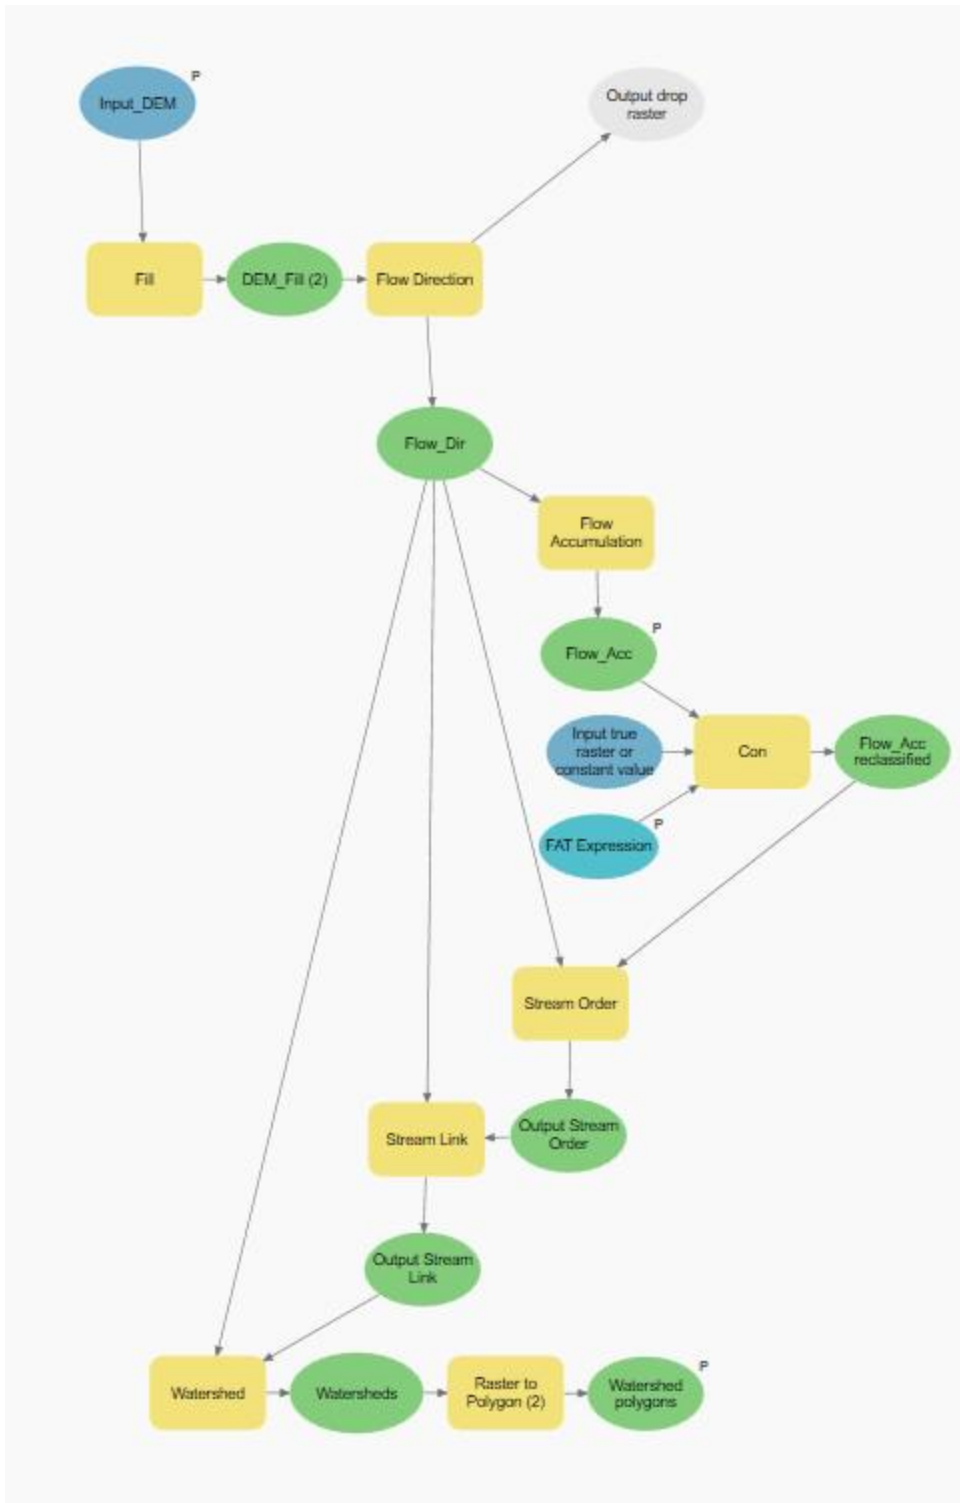 P
Input_DEM
Output drop
raster
Fill
DEM_Fill (2)
Flow Direction
Flow_Dir
Flow
Accumulation
P
Flow_Acc
Input true
raster or
constant value
Con
Flow_Acc
reclassified
P
FAT Expression
Stream Order
Output Stream
Order
Stream Link
Output Stream
Link
Watershed
Watersheds
Raster to
Polygon (2)
P
Watershed
polygons